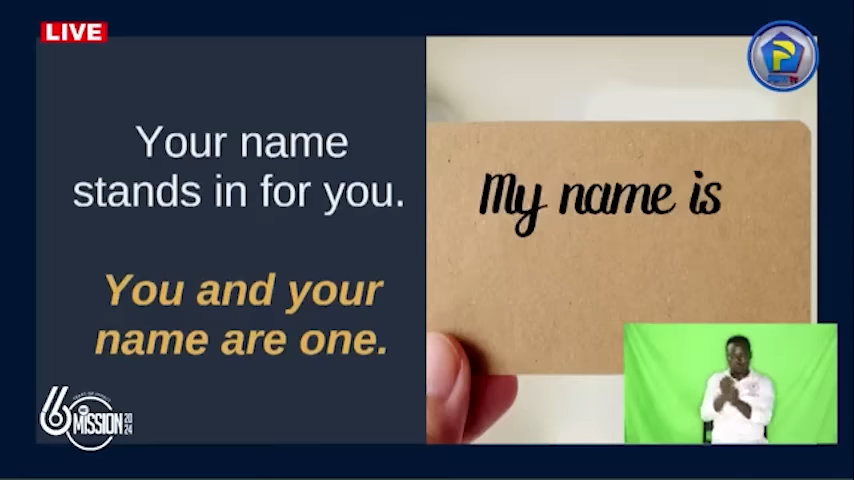 LIVE
Your name
stands in for you.
You and your
name are one.
My name is
MISSION
2024